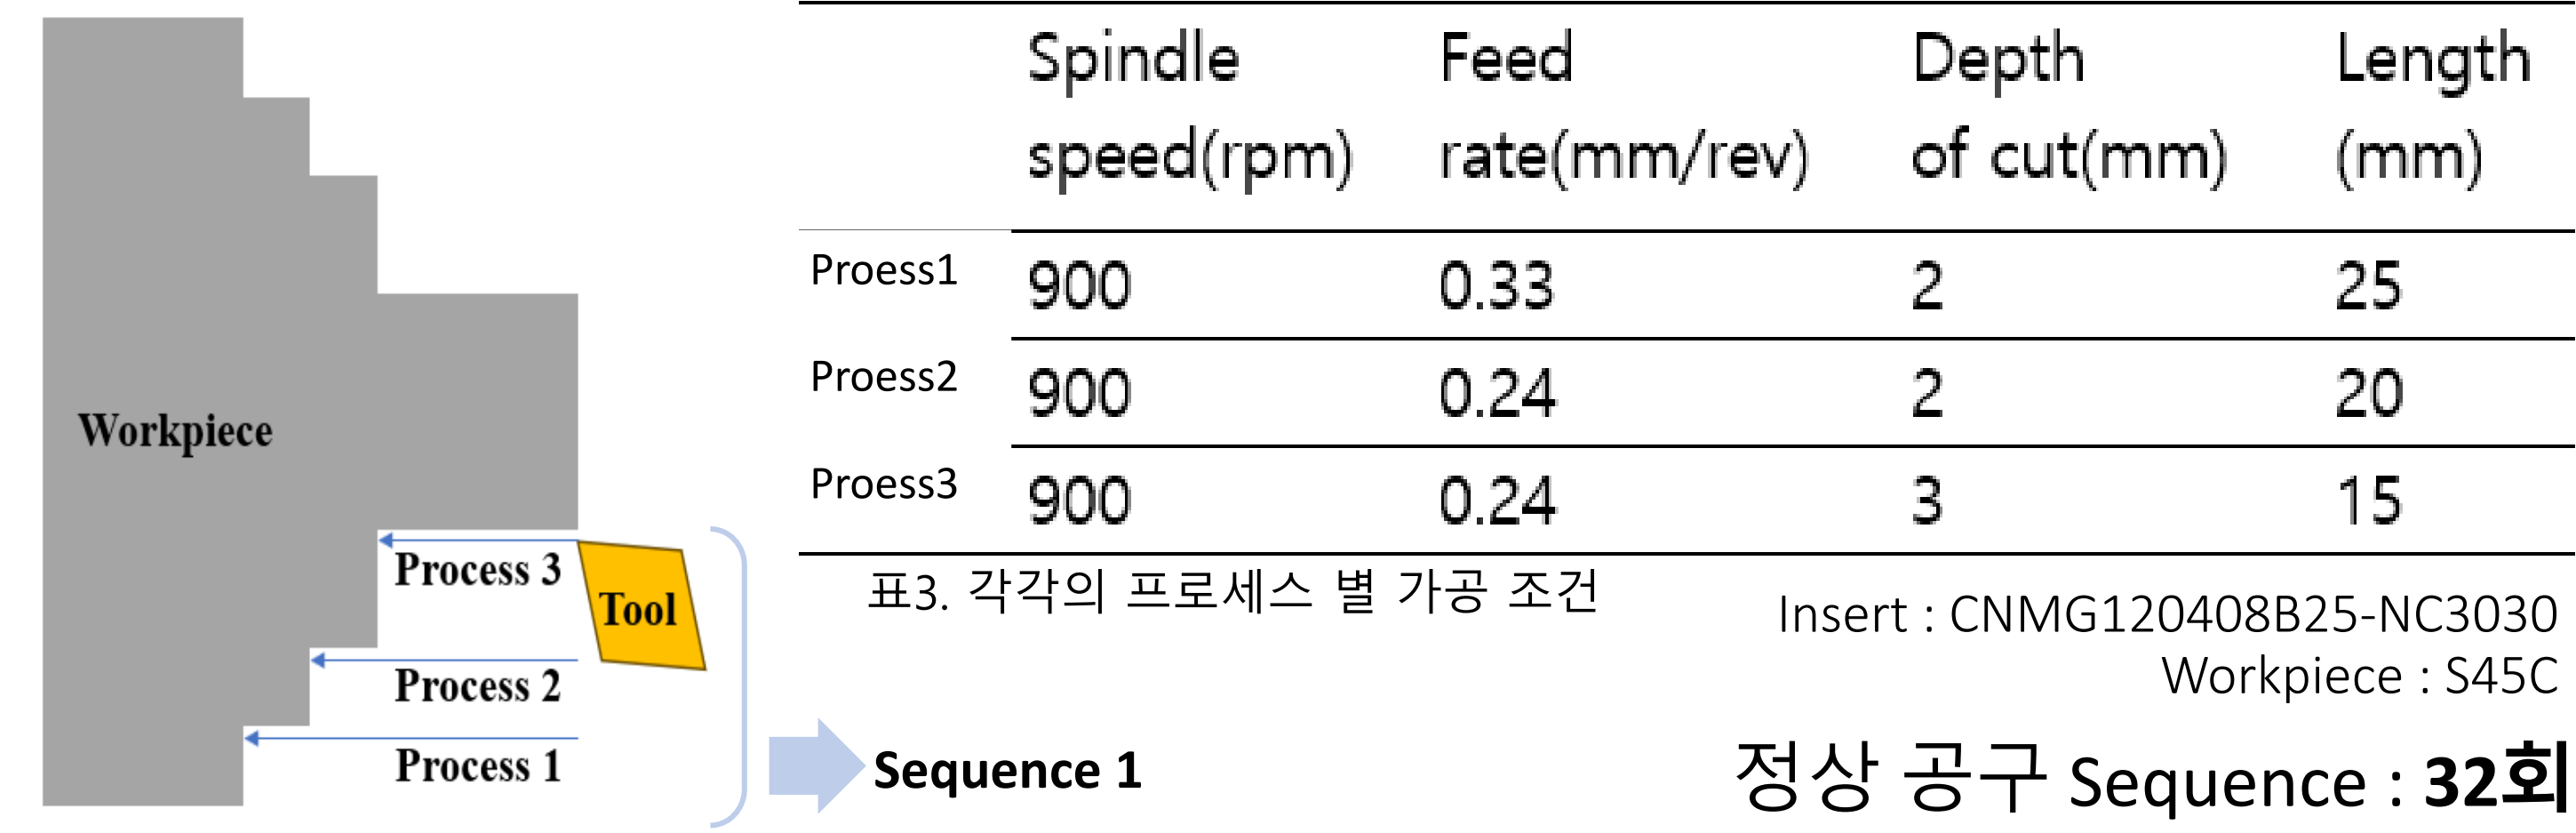 Workpiece
Process 3
Tool
Process 2
Process 1
Sequence 1
Spindle speed(rpm) Feed rate(mm/rev) Depth of cut(mm) Length (mm)
Proess1 900 0.33 2 25
Proess2 900 0.24 2 20
Proess3 900 0.24 3 15
표3. 각각의 프로세스 별 가공 조건
Insert : CNMG120408B25-NC3030
Workpiece : S45C
정상 공구 Sequence : 32회